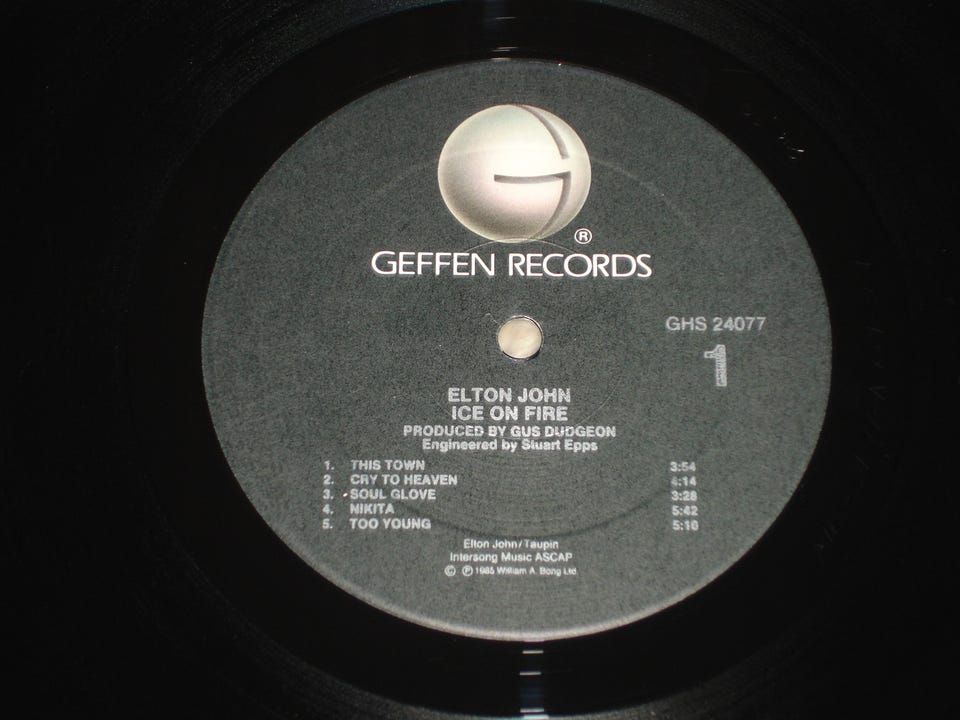 ®
GEFFEN RECORDS
GHS 24077
1
ELTON JOHN
ICE ON FIRE
PRODUCED BY GUS DUDGEON
Engineered by Stuart Epps
1. THIS TOWN 3:54
2. CRY TO HEAVEN 4:14
3. SOUL GLOVE 3:28
4. NIKITA 5:42
5. TOO YOUNG 5:10
Elton John/Taupin
Intersong Music ASCAP
© ℗ 1985 William A. Bong Ltd.